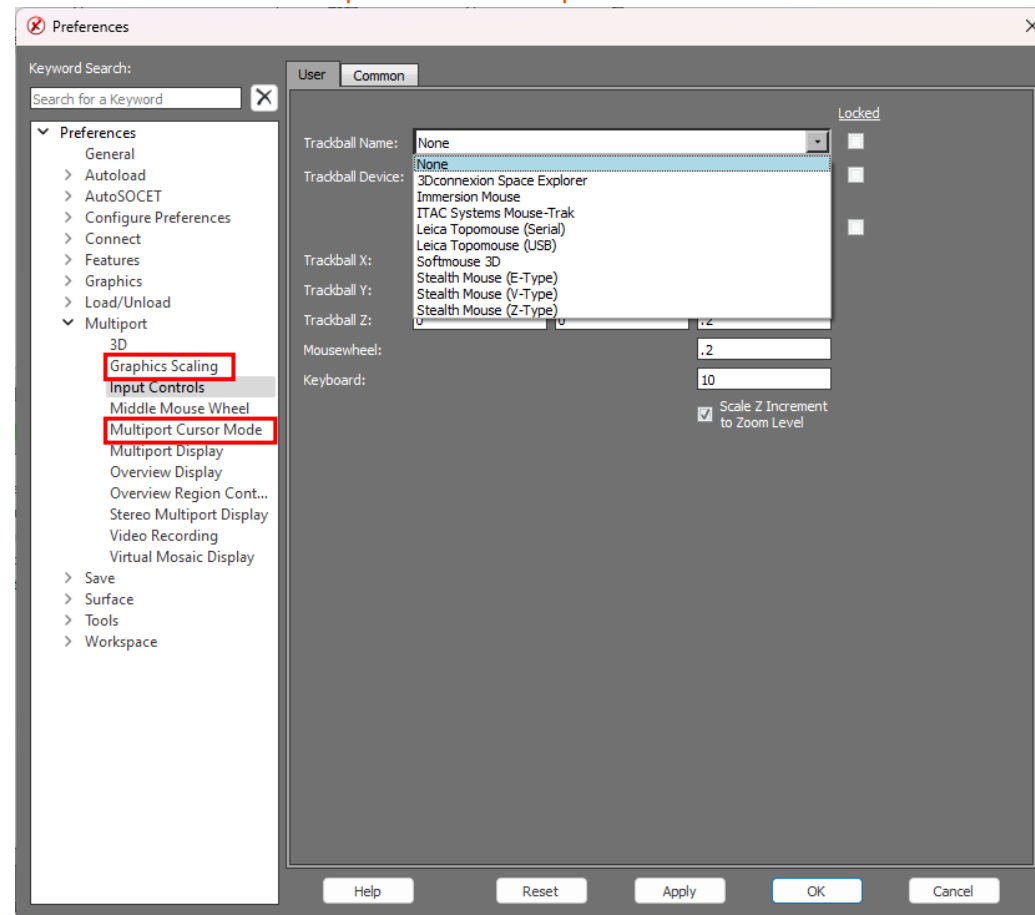 Preferences
Keyword Search:
Search for a Keyword
Preferences
General
Autoload
AutoSOCET
Configure Preferences
Connect
Features
Graphics
Load/Unload
Multiport
3D
Graphics Scaling
Input Controls
Middle Mouse Wheel
Multiport Cursor Mode
Multiport Display
Overview Display
Overview Region Cont...
Stereo Multiport Display
Video Recording
Virtual Mosaic Display
Save
Surface
Tools
Workspace
User Common
Locked
Trackball Name: None
Trackball Device:
None
3Dconnexion Space Explorer
Immersion Mouse
ITAC Systems Mouse-Trak
Leica Topomouse (Serial)
Leica Topomouse (USB)
Softmouse 3D
Stealth Mouse (E-Type)
Stealth Mouse (V-Type)
Stealth Mouse (Z-Type)
Trackball X:
Trackball Y:
Trackball Z: 0 0 .2
Mousewheel: .2
Keyboard: 10
Scale Z Increment
to Zoom Level
Help Reset Apply OK Cancel